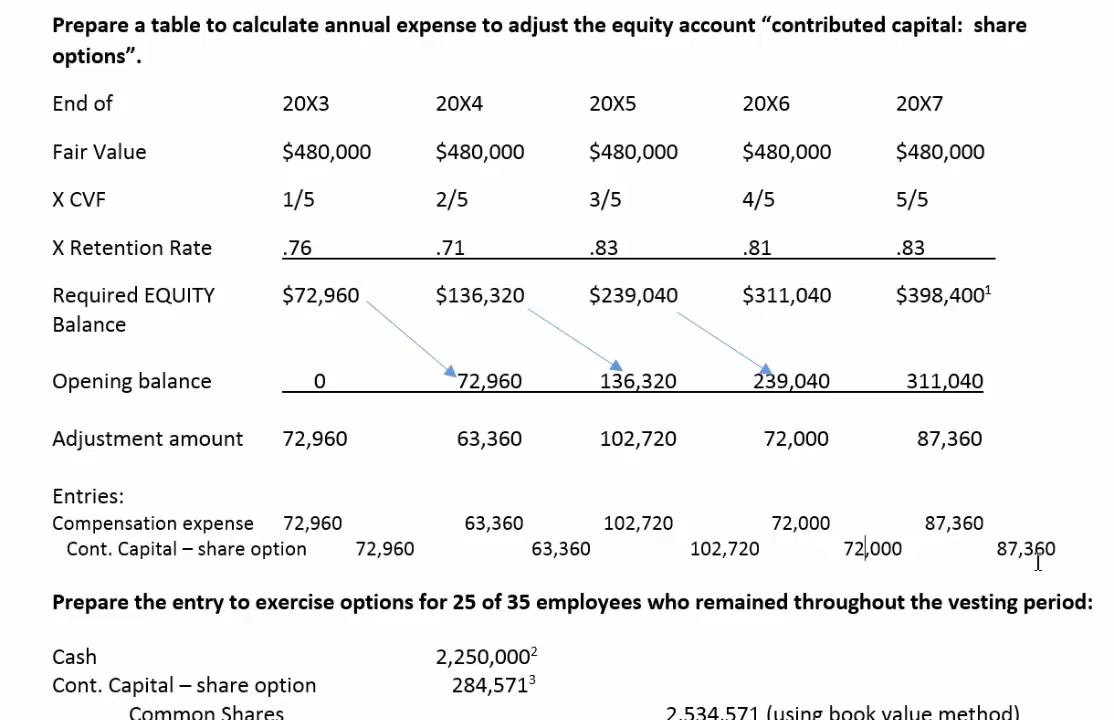 Prepare a table to calculate annual expense to adjust the equity account “contributed capital:  share
options”.
End of 20X3 20X4 20X5 20X6 20X7
Fair Value $480,000 $480,000 $480,000 $480,000 $480,000
X CVF 1/5 2/5 3/5 4/5 5/5
X Retention Rate .76 .71 .83 .81 .83
Required EQUITY $72,960 $136,320 $239,040 $311,040 $398,400¹
Balance
Opening balance 0 72,960 136,320 239,040 311,040
Adjustment amount 72,960 63,360 102,720 72,000 87,360
Entries:
Compensation expense 72,960 63,360 102,720 72,000 87,360
Cont. Capital – share option 72,960 63,360 102,720 72,000 87,360
Prepare the entry to exercise options for 25 of 35 employees who remained throughout the vesting period:
Cash 2,250,000²
Cont. Capital – share option 284,571³
Common Shares 2,534,571 (using book value method)